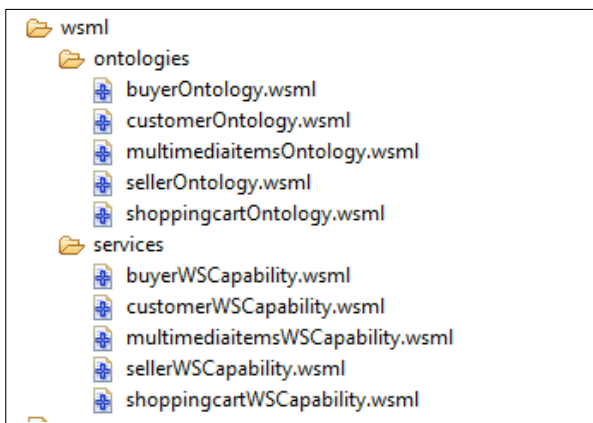 wsml
ontologies
buyerOntology.wsml
customerOntology.wsml
multimediaitemsOntology.wsml
sellerOntology.wsml
shoppingcartOntology.wsml
services
buyerWSCapability.wsml
customerWSCapability.wsml
multimediaitemsWSCapability.wsml
sellerWSCapability.wsml
shoppingcartWSCapability.wsml